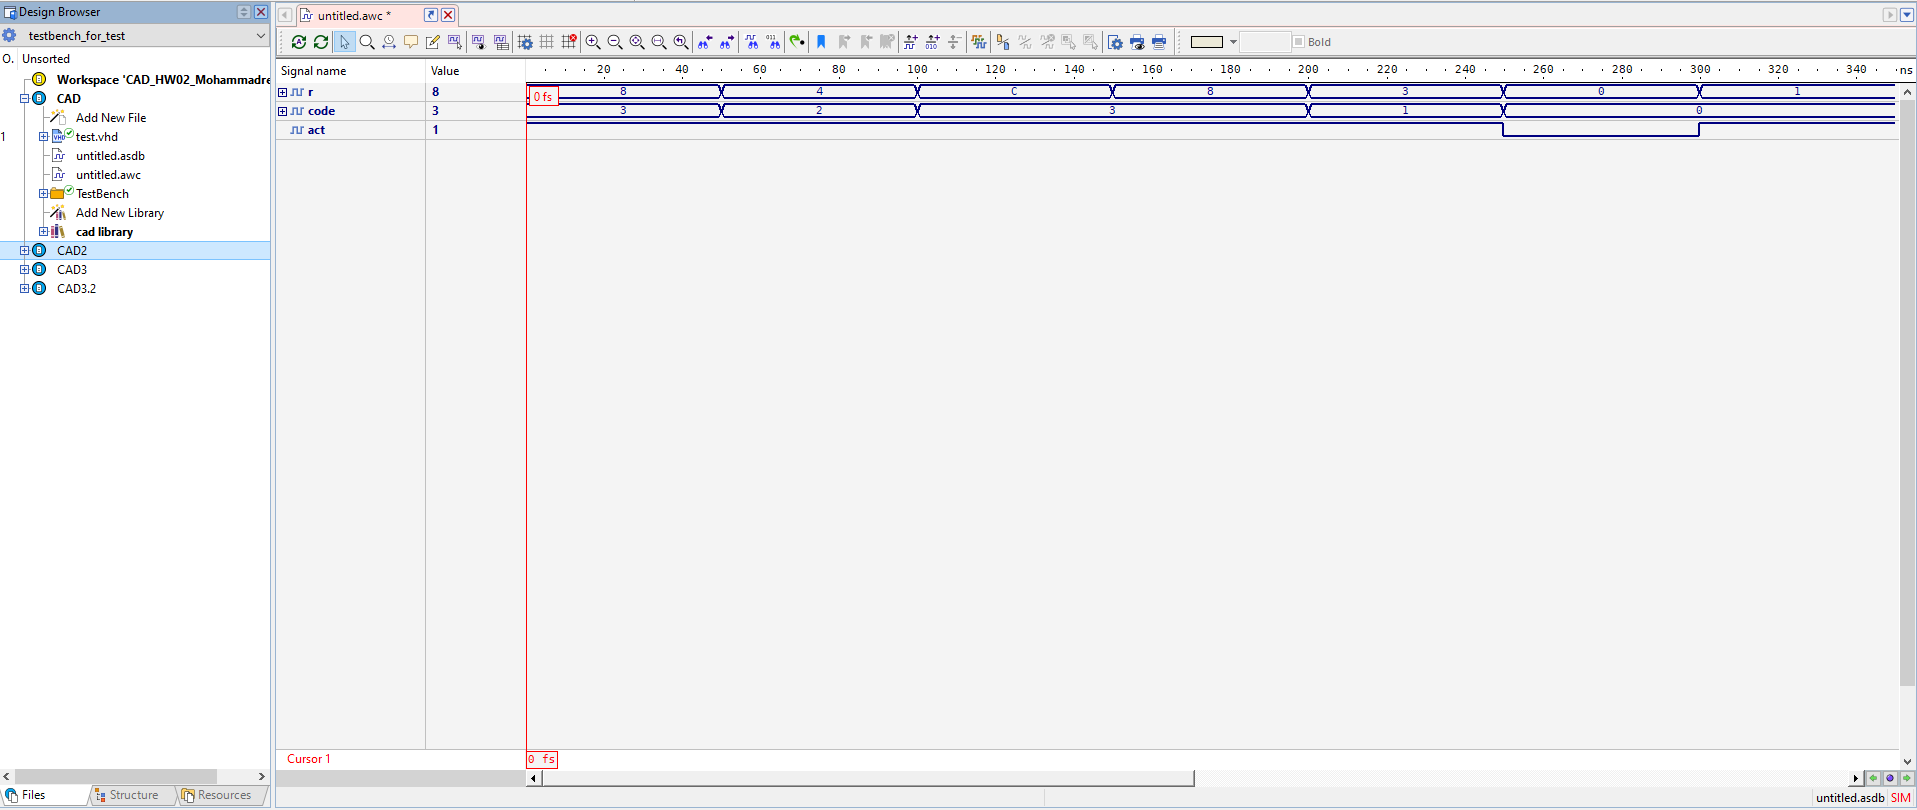 Design Browser
untitled.awc *
testbench_for_test
Bold
O. Unsorted
Workspace 'CAD_HW02_Mohammadre
CAD
Add New File
1 test.vhd
untitled.asdb
untitled.awc
TestBench
Add New Library
cad library
CAD2
CAD3
CAD3.2
Signal name Value 20 40 60 80 100 120 140 160 180 200 220 240 260 280 300 320 340 ns
r 8 8 4 C 8 3 0 1
0 fs
code 3 3 2 3 1 0
act 1
Cursor 1 0 fs
Files Structure Resources
untitled.asdb SIM